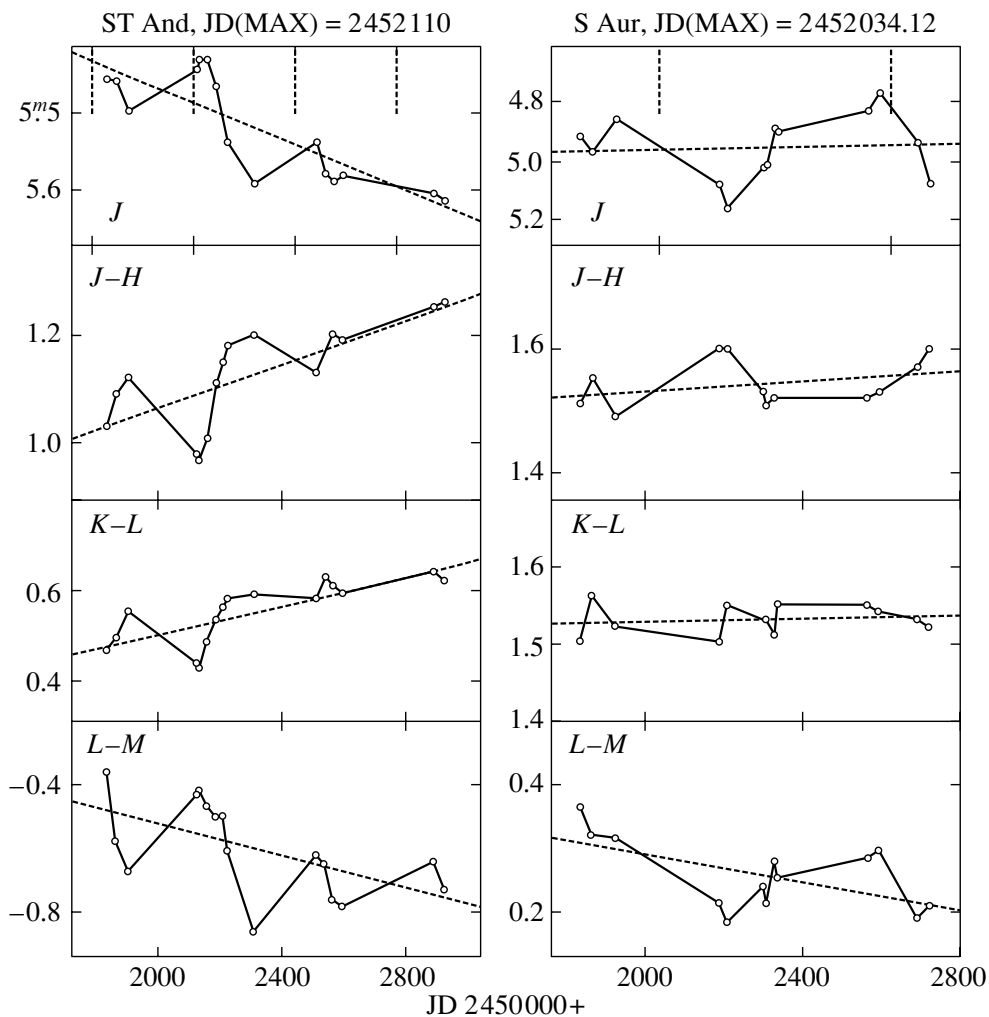 ST And, JD(MAX) = 2452110
S Aur, JD(MAX) = 2452034.12
5ᵐ5
5.6
J
4.8
5.0
5.2
J
J–H
1.2
1.0
J–H
1.6
1.4
K–L
0.6
0.4
K–L
1.6
1.5
1.4
L–M
−0.4
−0.8
L–M
0.4
0.2
2000 2400 2800
2000 2400 2800
JD 2450000+